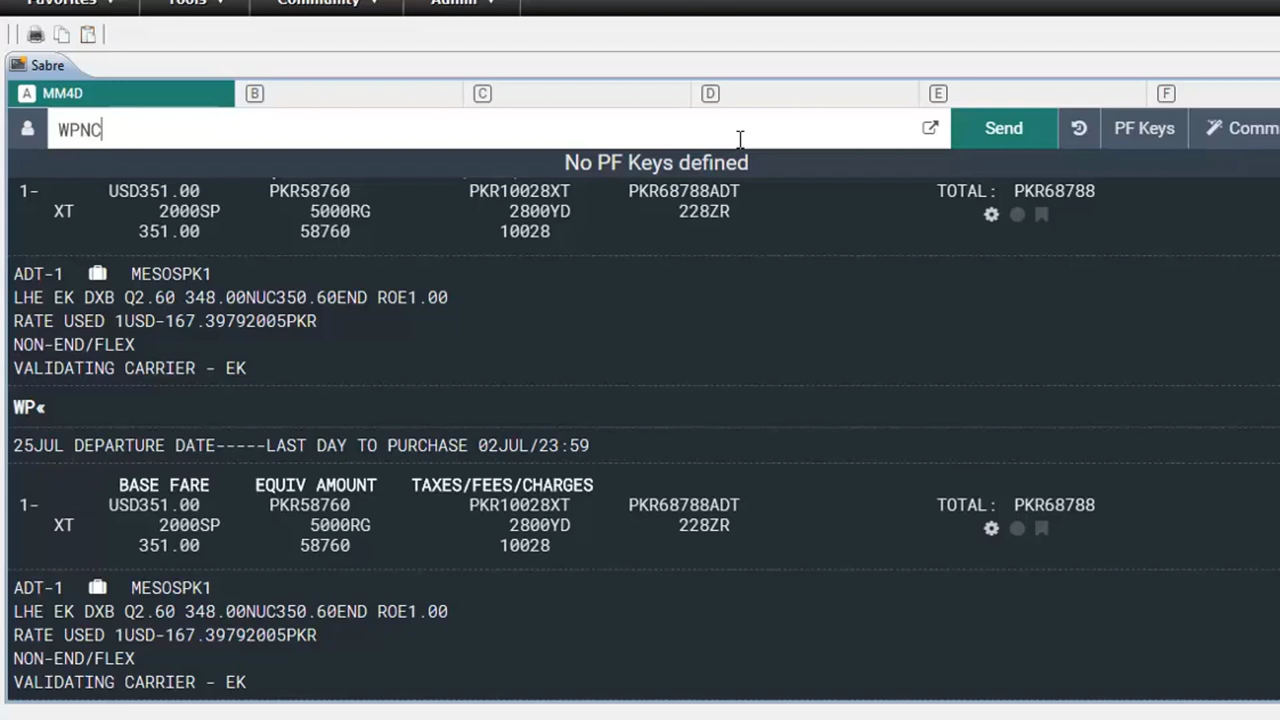 Favorites Tools Community Admin
Sabre
A MM4D B C D E F
WPNC Send PF Keys Comm
No PF Keys defined
1- USD351.00 PKR58760 PKR10028XT PKR68788ADT TOTAL: PKR68788
XT 2000SP 5000RG 2800YD 228ZR
351.00 58760 10028
ADT-1 MESOSPK1
LHE EK DXB Q2.60 348.00NUC350.60END ROE1.00
RATE USED 1USD-167.39792005PKR
NON-END/FLEX
VALIDATING CARRIER - EK
WP«
25JUL DEPARTURE DATE-----LAST DAY TO PURCHASE 02JUL/23:59
BASE FARE EQUIV AMOUNT TAXES/FEES/CHARGES
1- USD351.00 PKR58760 PKR10028XT PKR68788ADT TOTAL: PKR68788
XT 2000SP 5000RG 2800YD 228ZR
351.00 58760 10028
ADT-1 MESOSPK1
LHE EK DXB Q2.60 348.00NUC350.60END ROE1.00
RATE USED 1USD-167.39792005PKR
NON-END/FLEX
VALIDATING CARRIER - EK